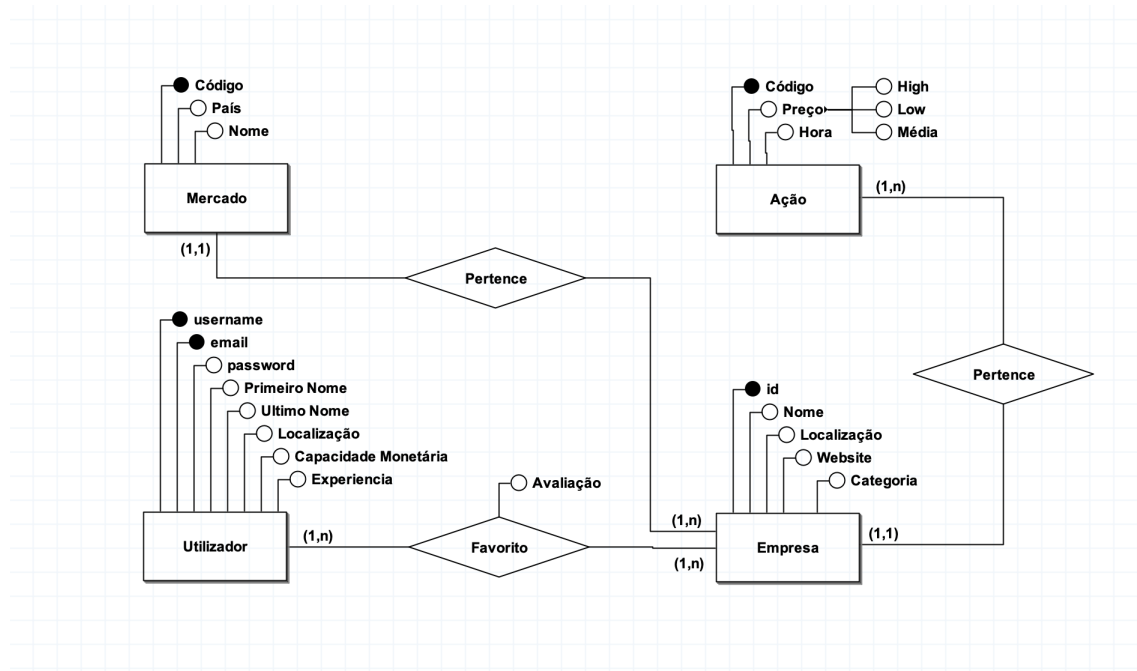 Código
País
Nome
Mercado
(1,1)
Código
Preço
Hora
High
Low
Média
Ação
(1,n)
Pertence
Pertence
username
email
password
Primeiro Nome
Ultimo Nome
Localização
Capacidade Monetária
Experiencia
Utilizador
(1,n)
Avaliação
Favorito
(1,n)
(1,n)
id
Nome
Localização
Website
Categoria
Empresa
(1,1)